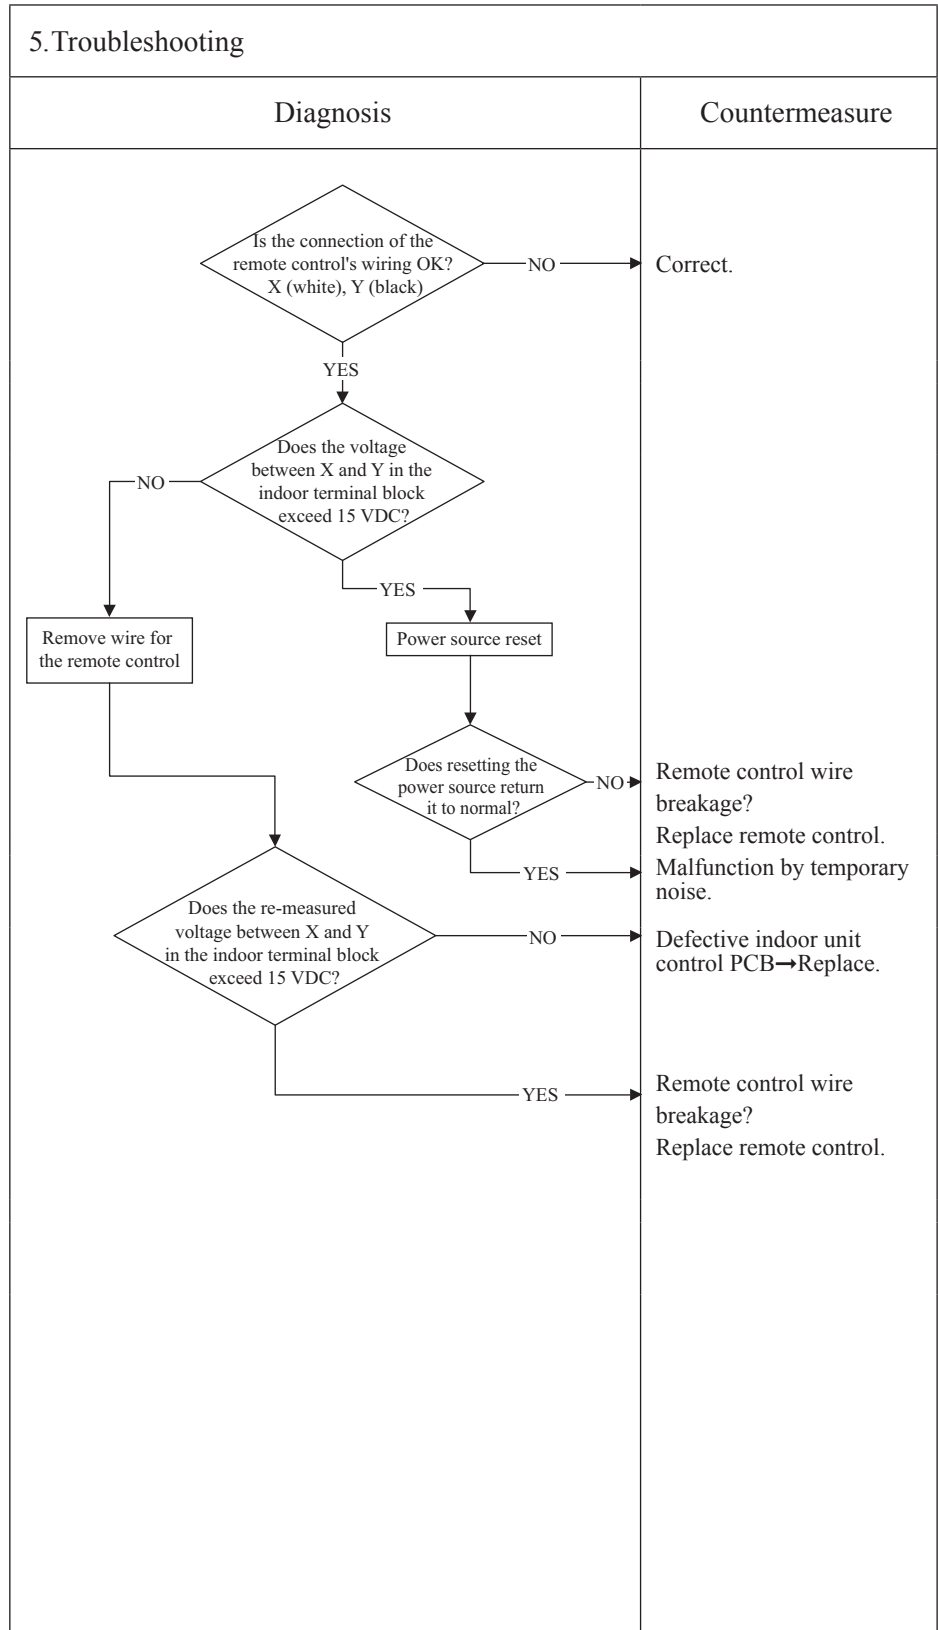 5.Troubleshooting
Diagnosis
Countermeasure
Is the connection of the
remote control's wiring OK?
X (white), Y (black)
NO
Correct.
YES
Does the voltage
between X and Y in the
indoor terminal block
exceed 15 VDC?
NO
YES
Remove wire for
the remote control
Power source reset
Does resetting the
power source return
it to normal?
NO
Remote control wire
breakage?
Replace remote control.
YES
Malfunction by temporary
noise.
Does the re-measured
voltage between X and Y
in the indoor terminal block
exceed 15 VDC?
NO
Defective indoor unit
control PCB→Replace.
YES
Remote control wire
breakage?
Replace remote control.